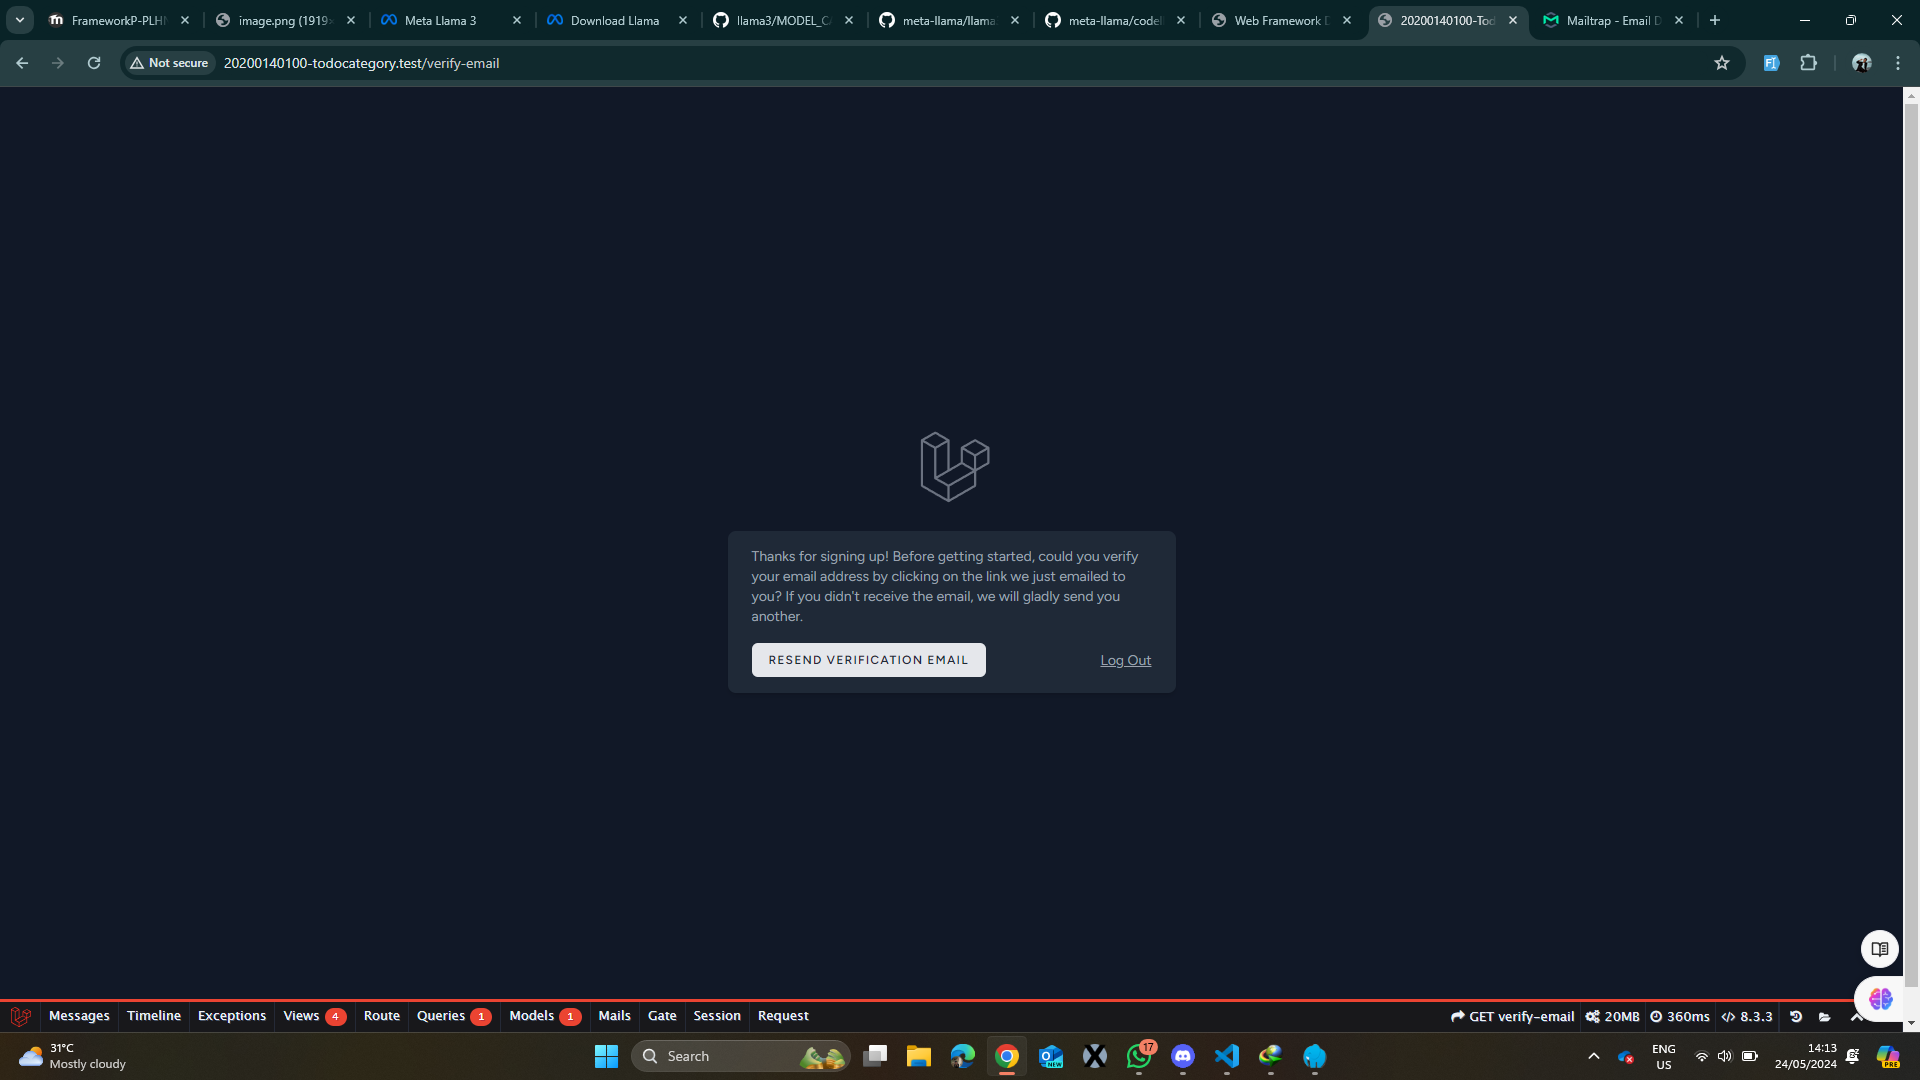 FrameworkP-PLH
image.png (1919
Meta Llama 3
Download Llama
llama3/MODEL_CA
meta-llama/llama
meta-llama/codel
Web Framework D
20200140100-Tod
Mailtrap - Email D
Not secure
20200140100-todocategory.test/verify-email
Thanks for signing up! Before getting started, could you verify
your email address by clicking on the link we just emailed to
you? If you didn't receive the email, we will gladly send you
another.
RESEND VERIFICATION EMAIL
Log Out
Messages
Timeline
Exceptions
Views 4
Route
Queries 1
Models 1
Mails
Gate
Session
Request
GET verify-email
20MB
360ms
8.3.3
31°C
Mostly cloudy
Search
NEW
17
ENG
US
14:13
24/05/2024
PRE